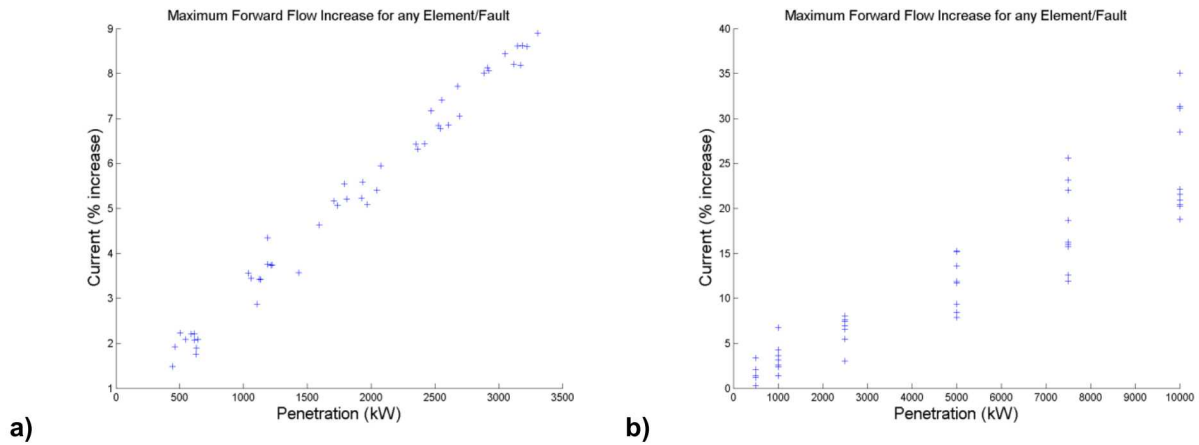 Maximum Forward Flow Increase for any Element/Fault
9
8
7
6
5
4
3
2
1
Current (% increase)
0 500 1000 1500 2000 2500 3000 3500
Penetration (kW)
a)
Maximum Forward Flow Increase for any Element/Fault
40
35
30
25
20
15
10
5
0
Current (% increase)
0 1000 2000 3000 4000 5000 6000 7000 8000 9000 10000
Penetration (kW)
b)